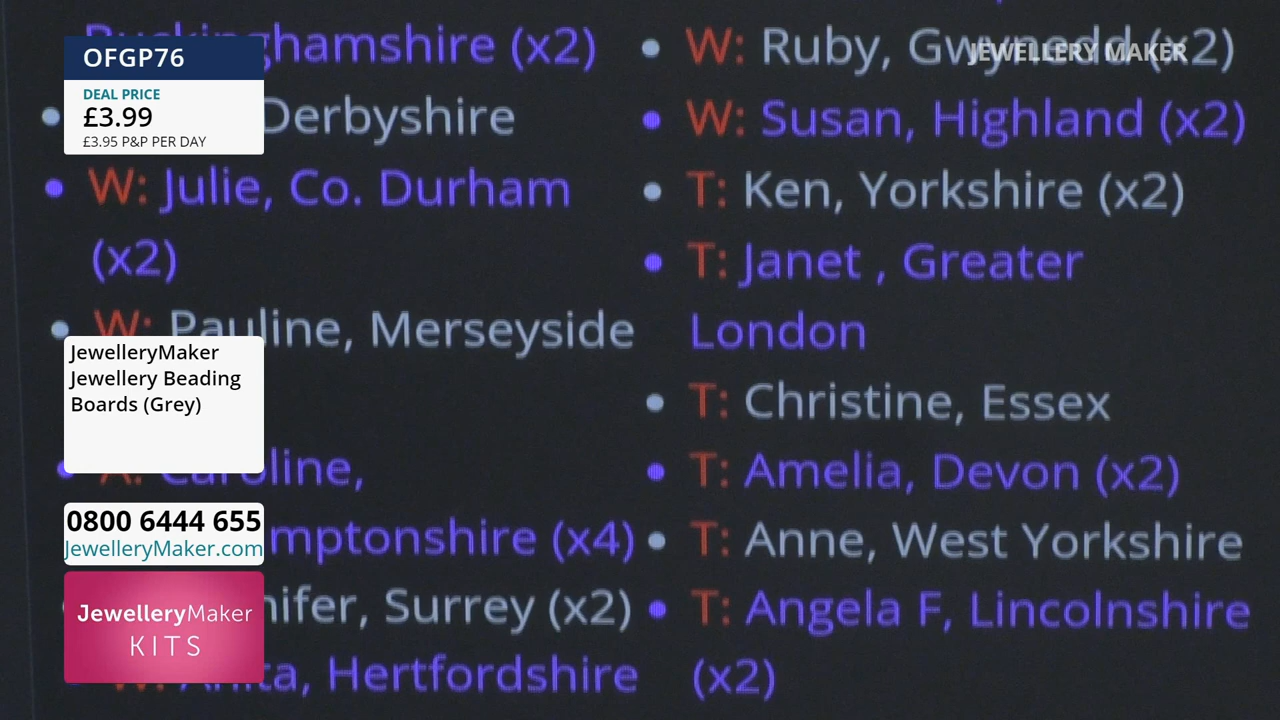 OFGP76
DEAL PRICE
£3.99
£3.95 P&P PER DAY
JewelleryMaker
Jewellery Beading
Boards (Grey)
0800 6444 655
JewelleryMaker.com
JewelleryMaker
KITS
(x2)
Derbyshire
W: Julie, Co. Durham
(x2)
W: Pauline, Merseyside
Caroline,
(x4)
Surrey (x2)
Hertfordshire
JEWELLERY MAKER
W: Ruby, Gwynedd (x2)
W: Susan, Highland (x2)
T: Ken, Yorkshire (x2)
T: Janet , Greater
London
T: Christine, Essex
T: Amelia, Devon (x2)
T: Anne, West Yorkshire
T: Angela F, Lincolnshire
(x2)